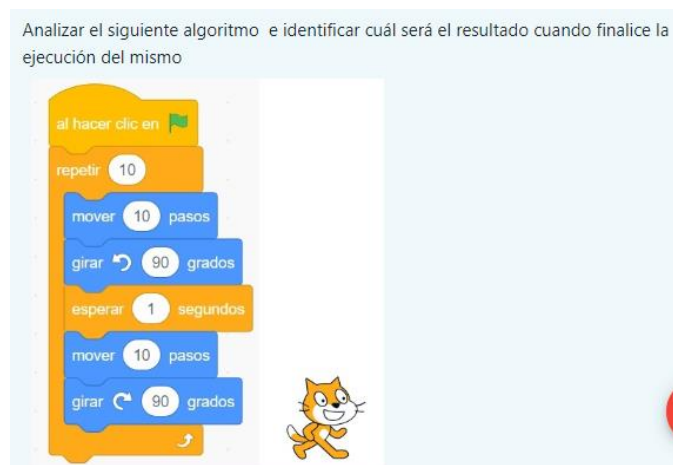 Analizar el siguiente algoritmo e identificar cuál será el resultado cuando finalice la
ejecución del mismo
al hacer clic en
repetir 10
mover 10 pasos
girar 90 grados
esperar 1 segundos
mover 10 pasos
girar 90 grados